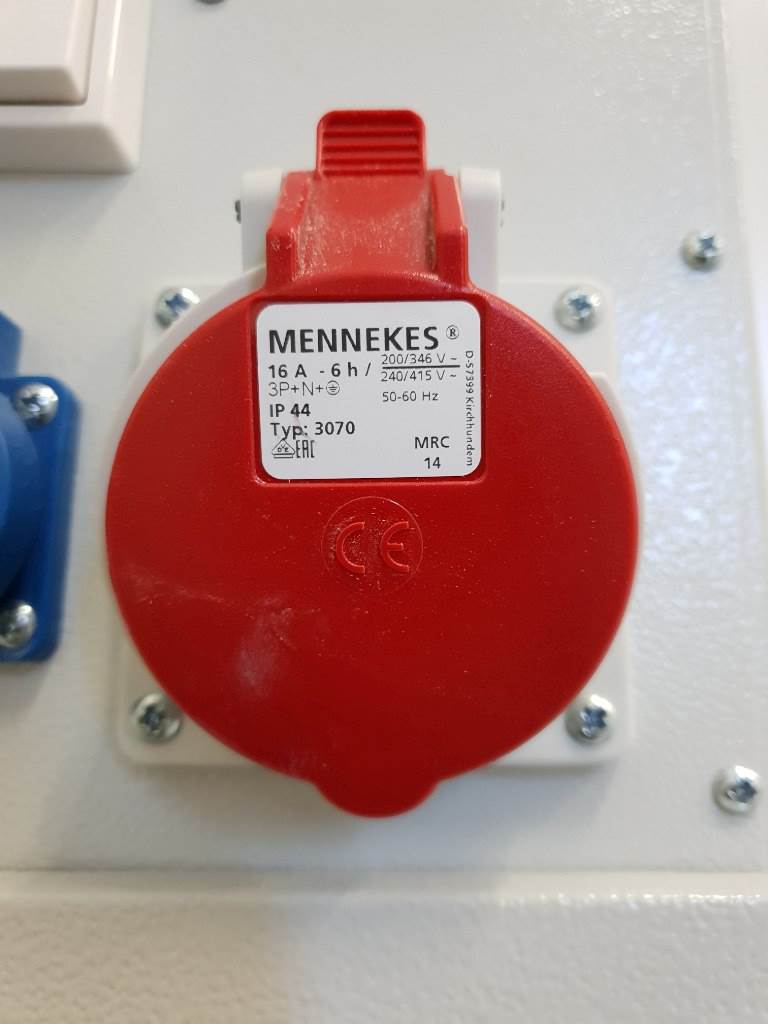 MENNEKES ®
16 A - 6 h / 200/346 V ~
240/415 V ~
3P+N+
50-60 Hz
IP 44
Typ: 3070
EAC
MRC
14
D-57399 Kirchhundem
CE